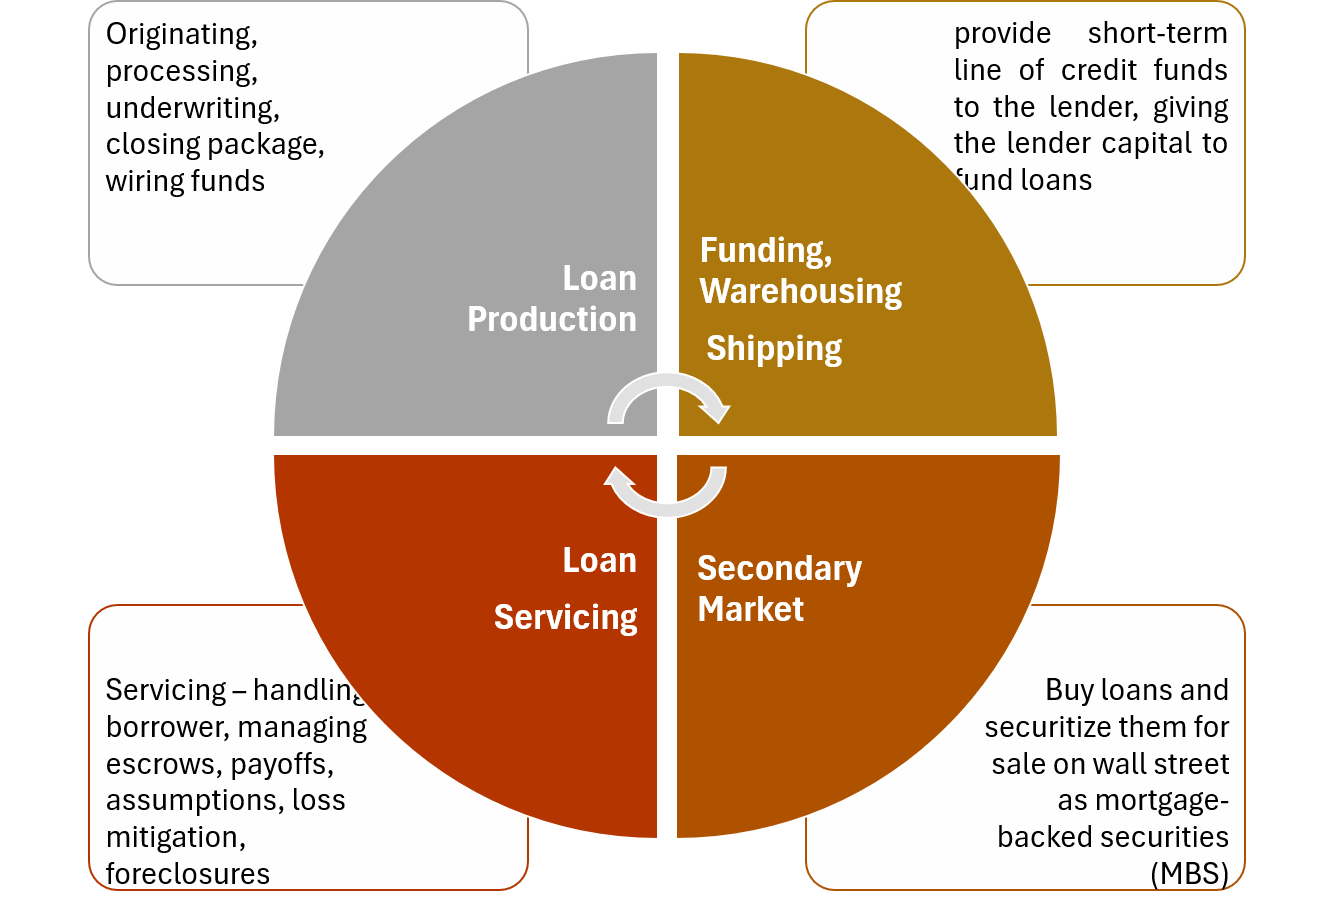 Originating,
processing,
underwriting,
closing package,
wiring funds
provide short-term
line of credit funds
to the lender, giving
the lender capital to
fund loans
Loan
Production
Funding,
Warehousing
Shipping
Loan
Servicing
Secondary
Market
Servicing – handling
borrower, managing
escrows, payoffs,
assumptions, loss
mitigation,
foreclosures
Buy loans and
securitize them for
sale on wall street
as mortgage-
backed securities
(MBS)